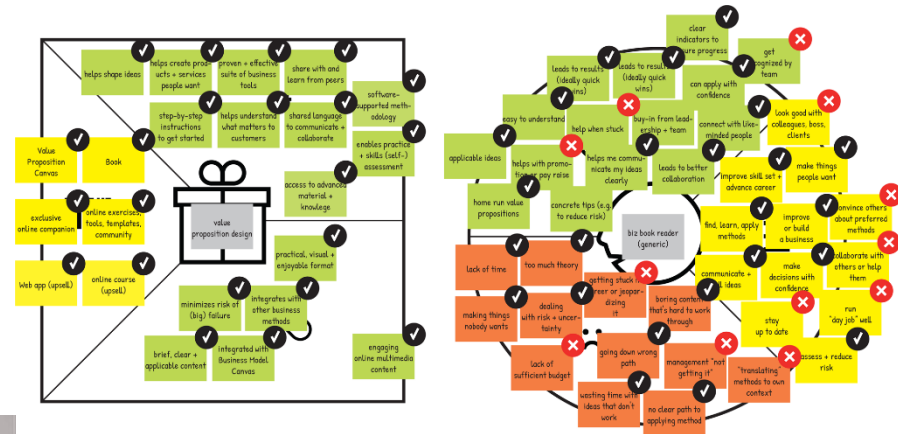 helps shape ideas
helps create prod-
ucts + services
people want
proven + effective
suite of business
tools
share with and
learn from peers
software-
supported meth-
odology
step-by-step
instructions
to get started
helps understand
what matters to
customers
shared language
to communicate +
collaborate
enables practice
+ skills (self-)
assessment
access to advanced
material +
knowlege
Value
Proposition
Canvas
Book
exclusive
online companion
online exercises,
tools, templates,
community
Web app (upsell)
online course
(upsell)
value
proposition design
practical, visual +
enjoyable format
minimizes risk of
(big) failure
integrates with
other business
methods
brief, clear +
applicable content
integrated with
Business Model
Canvas
engaging
online multimedia
content
clear
indicators to
progress
get
by
team
leads to results
(ideally quick
wins)
leads to results
(ideally quick
wins)
can apply with
confidence
easy to understand
help when stuck
buy-in from lead-
ership + team
connect with like-
minded people
look good with
colleagues, boss,
clients
applicable ideas
helps with promo-
tion or pay raise
helps me commu-
nicate my ideas
clearly
leads to better
collaboration
improve skill set +
advance career
make things
people want
home run value
propositions
concrete tips (e.g.
to reduce risk)
biz book reader
(generic)
find, learn, apply
methods
improve
or build
a business
convince others
about preferred
methods
communicate +
ideas
make
decisions with
confidence
collaborate with
others or help
them
stay
up to date
run
"day job" well
assess + reduce
risk
lack of time
too much theory
getting stuck in
career or jeopar-
dizing
it
boring content
that's hard to work
through
making things
nobody wants
dealing
with risk + uncer-
tainty
lack of
sufficient budget
going down wrong
path
management "not
getting it"
"translating"
methods to own
context
wasting time with
ideas that don't
work
no clear path to
applying method